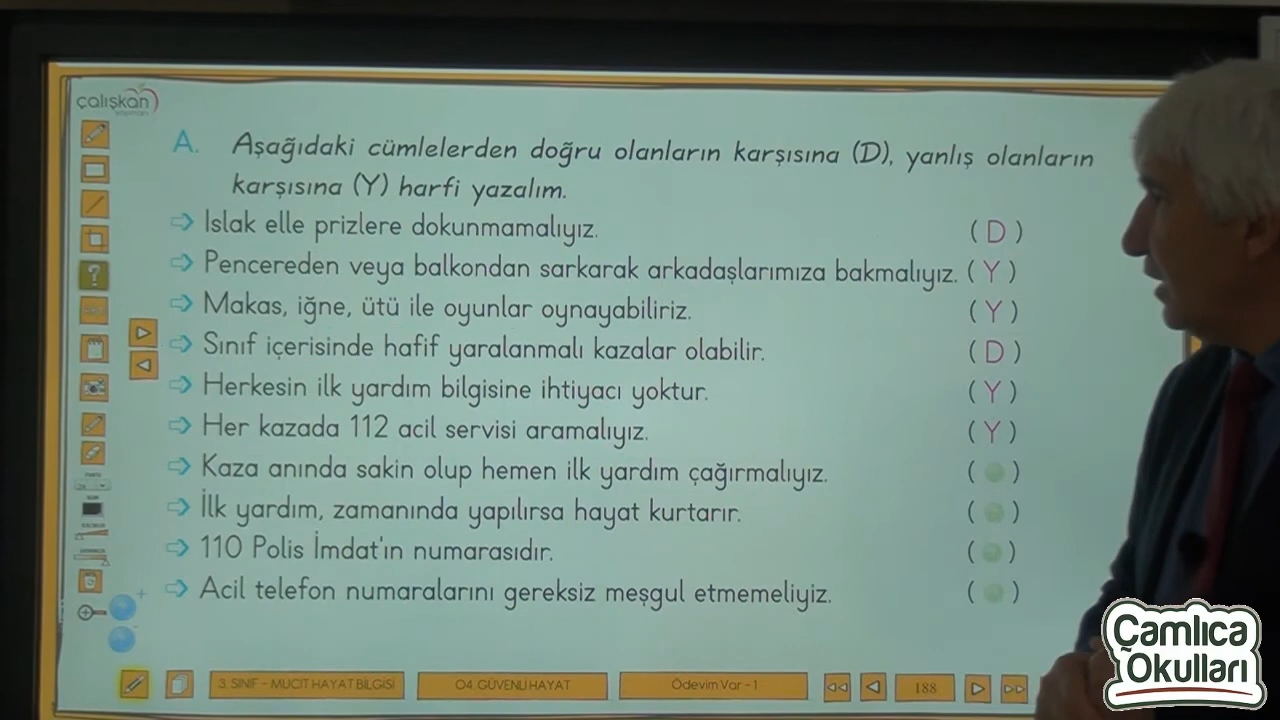 çalışkan
A. Aşağıdaki cümlelerden doğru olanların karşısına (D), yanlış olanların
karşısına (Y) harfi yazalım.
⇨ Islak elle prizlere dokunmamalıyız. (D)
⇨ Pencereden veya balkondan sarkarak arkadaşlarımıza bakmalıyız. (Y)
⇨ Makas, iğne, ütü ile oyunlar oynayabiliriz. (Y)
⇨ Sınıf içerisinde hafif yaralanmalı kazalar olabilir. (D)
⇨ Herkesin ilk yardım bilgisine ihtiyacı yoktur. (Y)
⇨ Her kazada 112 acil servisi aramalıyız. (Y)
⇨ Kaza anında sakin olup hemen ilk yardım çağırmalıyız. ( )
⇨ İlk yardım, zamanında yapılırsa hayat kurtarır. ( )
⇨ 110 Polis İmdat'ın numarasıdır. ( )
⇨ Acil telefon numaralarını gereksiz meşgul etmemeliyiz. ( )
3. SINIF - MUCİT HAYAT BİLGİSİ 04. GÜVENLİ HAYAT Ödevim Var - 1 188
Çamlıca
Okulları